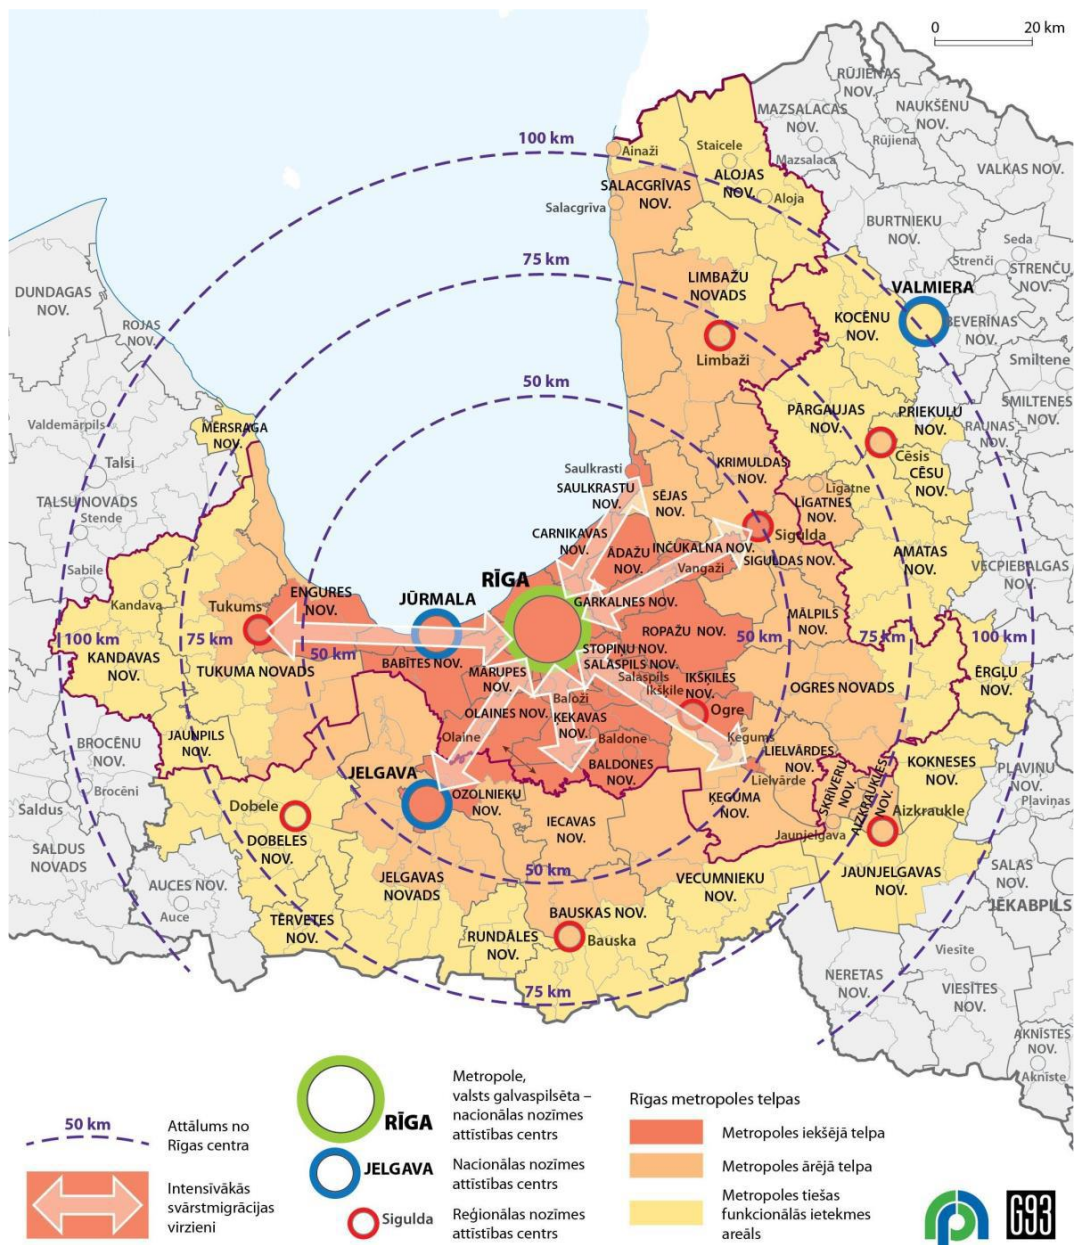 0 20 km
RŪJIENAS
NOV.
MAZSALACAS
NOV.
NAUKŠĒNU
NOV.
Rūjiena
Mazsalaca
VALKAS NOV.
100 km
Ainaži
Staicele
SALACGRĪVAS
NOV.
ALOJAS
NOV.
Aloja
Salacgrīva
BURTNIEKU
NOV.
Seda
Strenči
STRENČU
NOV.
75 km
LIMBAŽU
NOVADS
VALMIERA
DUNDAGAS
NOV.
ROJAS
NOV.
KOCĒNU
NOV.
BEVERĪNAS
NOV.
Limbaži
Smiltene
50 km
SMILTENES
NOV.
PĀRGAUJAS
NOV.
PRIEKUĻU
NOV.
RAUNAS
NOV.
Valdemārpils
MĒRSRAGA
NOV.
Talsi
Cēsis
CĒSU
NOV.
Saulkrasti
KRIMULDAS
NOV.
Līgatne
TALSU NOVADS
Stende
SAULKRASTU
NOV.
SĒJAS
NOV.
LĪGATNES
NOV.
Sigulda
CARNIKAVAS
NOV.
ĀDAŽU
NOV.
INČUKALNA NOV.
SIGULDAS NOV.
AMATAS
NOV.
Vangaži
VECPIEBALGAS
NOV.
Sabile
RĪGA
Kandava
ENGURES
NOV.
JŪRMALA
GARKALNES NOV.
Tukums
MĀLPILS
NOV.
100 km
KANDAVAS
NOV.
75 km
50 km
ROPAŽU NOV.
50 km
75 km
100 km
STOPIŅU NOV.
SALASPILS NOV.
Salaspils
BABĪTES NOV.
MĀRUPES
NOV.
TUKUMA NOVADS
Ikšķile
IKŠĶILES
NOV.
OGRES NOVADS
ĒRGĻU
NOV.
Baloži
Ogre
OLAINES NOV.
ĶEKAVAS
NOV.
Olaine
Baldone
Ķegums
JAUNPILS
NOV.
BROCĒNU
NOV.
LIELVĀRDES
NOV.
BALDONES
NOV.
Lielvārde
KOKNESES
NOV.
PĻAVIŅU
NOV.
JELGAVA
OZOLNIEKU
NOV.
ĶEGUMA
NOV.
SKRĪVERU
NOV.
AIZKRAUKLES
NOV.
Brocēni
Saldus
Dobele
Aizkraukle
Pļaviņas
IECAVAS
NOV.
Jaunjelgava
DOBELES
NOV.
SALDUS
NOVADS
50 km
JELGAVAS
NOVADS
VECUMNIEKU
NOV.
JAUNJELGAVAS
NOV.
SALAS
NOV.
AUCES NOV.
Auce
JĒKABPILS
TĒRVETES
NOV.
BAUSKAS NOV.
RUNDĀLES
NOV.
Bauska
Viesīte
NERETAS
NOV.
VIESĪTES
NOV.
75 km
AKNĪSTES
NOV.
Aknīste
50 km
Attālums no
Rīgas centra
Intensīvākās
svārstmigrācijas
virzieni
RĪGA
Metropole,
valsts galvaspilsēta –
nacionālas nozīmes
attīstības centrs
JELGAVA
Nacionālas nozīmes
attīstības centrs
Sigulda
Reģionālas nozīmes
attīstības centrs
Rīgas metropoles telpas
Metropoles iekšējā telpa
Metropoles ārējā telpa
Metropoles tiešas
funkcionālās ietekmes
areāls
G93